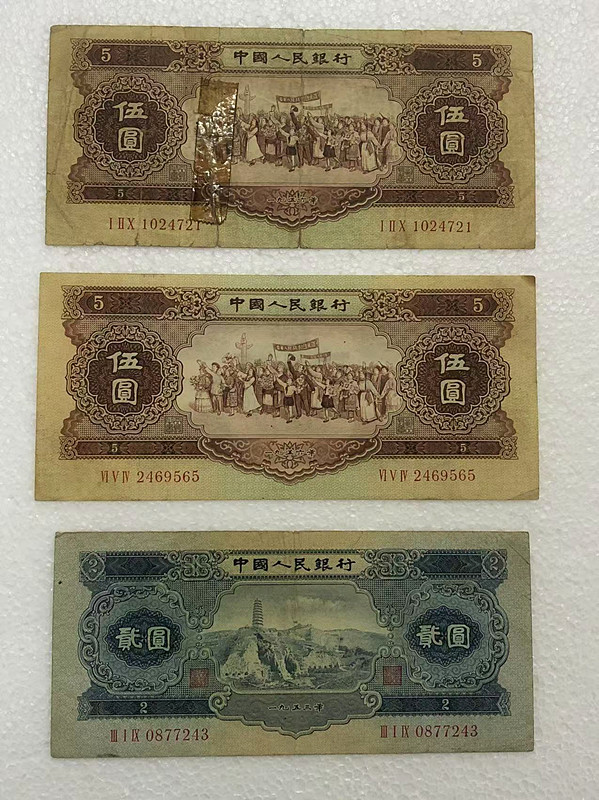 5 中國人民銀行 5
伍圓 伍圓
5 5
I II X 1024721 I II X 1024721
5 中國人民銀行 5
伍圓 伍圓
5 5
VI V IV 2469565 VI V IV 2469565
2 中國人民銀行 2
貳圓 貳圓
2 一九五三年 2
III I IX 0877243 III I IX 0877243